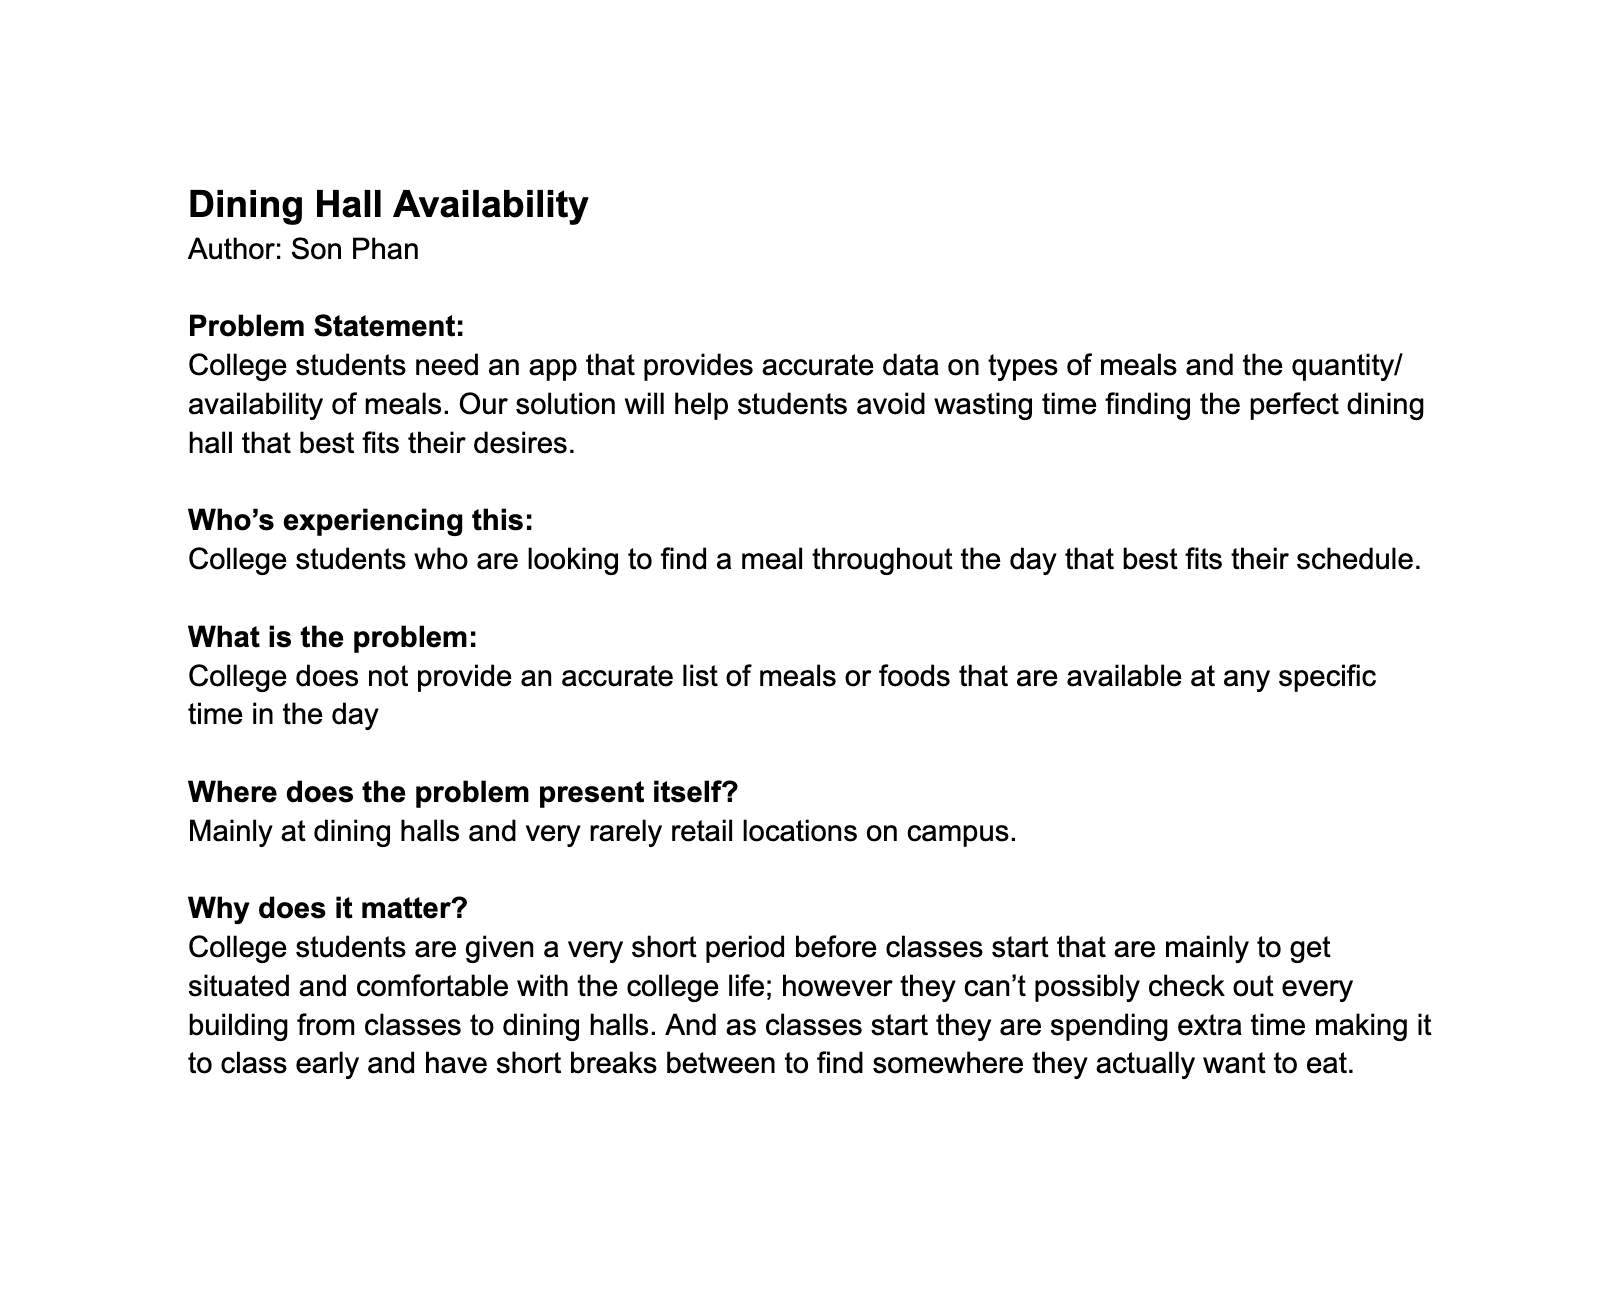 Dining Hall Availability
Author: Son Phan
Problem Statement:
College students need an app that provides accurate data on types of meals and the quantity/
availability of meals. Our solution will help students avoid wasting time finding the perfect dining
hall that best fits their desires.
Who’s experiencing this:
College students who are looking to find a meal throughout the day that best fits their schedule.
What is the problem:
College does not provide an accurate list of meals or foods that are available at any specific
time in the day
Where does the problem present itself?
Mainly at dining halls and very rarely retail locations on campus.
Why does it matter?
College students are given a very short period before classes start that are mainly to get
situated and comfortable with the college life; however they can’t possibly check out every
building from classes to dining halls. And as classes start they are spending extra time making it
to class early and have short breaks between to find somewhere they actually want to eat.